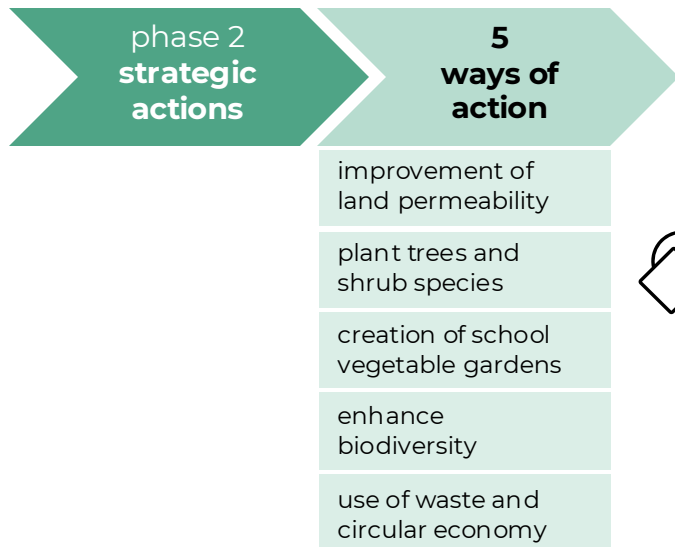 phase 2
strategic
actions
5
ways of
action
improvement of
land permeability
plant trees and
shrub species
creation of school
vegetable gardens
enhance
biodiversity
use of waste and
circular economy